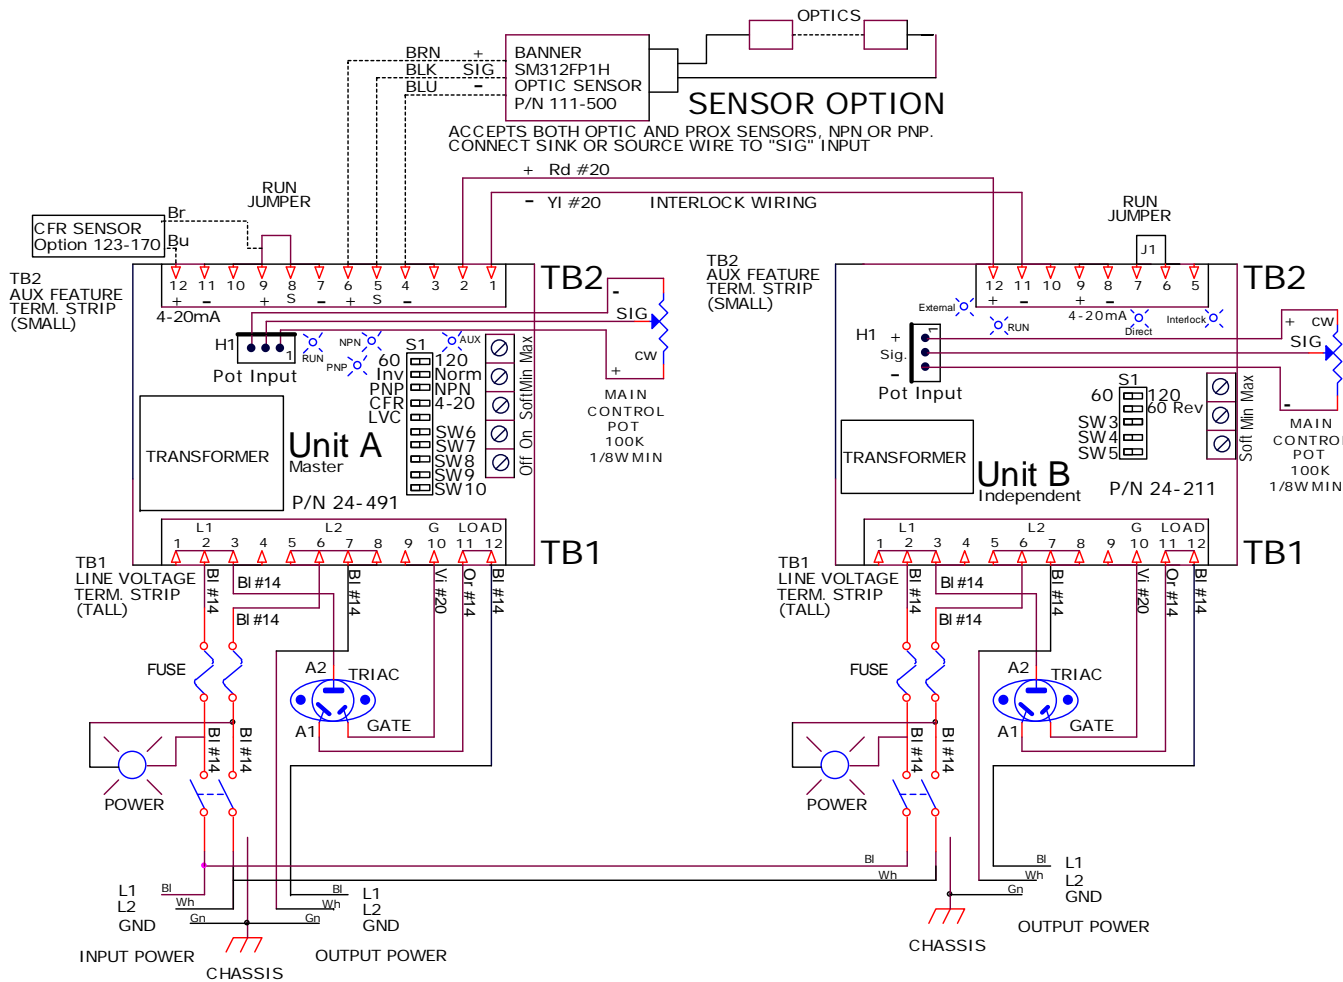 OPTICS
BRN +
BLK SIG
BLU -
BANNER
SM312FP1H
OPTIC SENSOR
P/N 111-500
SENSOR OPTION
ACCEPTS BOTH OPTIC AND PROX SENSORS, NPN OR PNP.
CONNECT SINK OR SOURCE WIRE TO "SIG" INPUT
+ Rd #20
- Yl #20 INTERLOCK WIRING
RUN
JUMPER
CFR SENSOR
Option 123-170
Br
Bu
TB2
AUX FEATURE
TERM. STRIP
(SMALL)
12 11 10 9 8 7 6 5 4 3 2 1
+ - + S - + S -
4-20mA
TB2
H1
1
Pot Input
RUN
NPN
PNP
AUX
S1
60 120
Inv Norm
PNP NPN
CFR 4-20
LVC
SW6
SW7
SW8
SW9
SW10
Off On Soft Min Max
-
SIG
CW
+
MAIN
CONTROL
POT
100K
1/8W MIN
TRANSFORMER
Unit A
Master
P/N 24-491
L1 L2 G LOAD
1 2 3 4 5 6 7 8 9 10 11 12
TB1
TB1
LINE VOLTAGE
TERM. STRIP
(TALL)
Bl #14
Bl #14
Bl #14
Bl #14
Vi #20
Or #14
Bl #14
FUSE
A2
TRIAC
A1
GATE
Bl #14
Bl #14
POWER
L1 Bl
L2 Wh
GND Gn
INPUT POWER
CHASSIS
Bl L1
Wh L2
Gn GND
OUTPUT POWER
RUN
JUMPER
J1
TB2
AUX FEATURE
TERM. STRIP
(SMALL)
12 11 10 9 8 7 6 5
+ - + -
4-20mA
TB2
External
RUN
Direct
Interlock
H1
+
Sig.
-
1
Pot Input
S1
60 120
60 Rev
SW3
SW4
SW5
Soft Min Max
+ CW
SIG
-
MAIN
CONTROL
POT
100K
1/8W MIN
TRANSFORMER
Unit B
Independent
P/N 24-211
L1 L2 G LOAD
1 2 3 4 5 6 7 8 9 10 11 12
TB1
TB1
LINE VOLTAGE
TERM. STRIP
(TALL)
Bl #14
Bl #14
Bl #14
Bl #14
Vi #20
Or #14
Bl #14
FUSE
A2
TRIAC
A1
GATE
Bl #14
Bl #14
POWER
Bl
Wh
Bl L1
Wh L2
Gn GND
OUTPUT POWER
CHASSIS